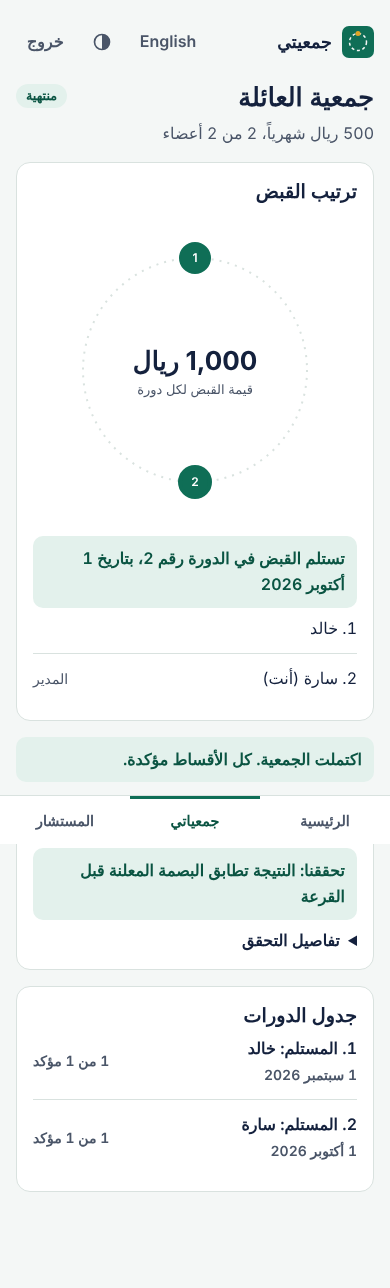 جمعيتي
English
خروج
جمعية العائلة
منتهية
500 ريال شهرياً، 2 من 2 أعضاء
ترتيب القبض
1
1,000 ريال
قيمة القبض لكل دورة
2
تستلم القبض في الدورة رقم 2، بتاريخ 1
أكتوبر 2026
1. خالد
2. سارة (أنت)
المدير
اكتملت الجمعية. كل الأقساط مؤكدة.
الرئيسية
جمعياتي
المستشار
تحققنا: النتيجة تطابق البصمة المعلنة قبل
القرعة
تفاصيل التحقق
جدول الدورات
1. المستلم: خالد
1 سبتمبر 2026
1 من 1 مؤكد
2. المستلم: سارة
1 أكتوبر 2026
1 من 1 مؤكد